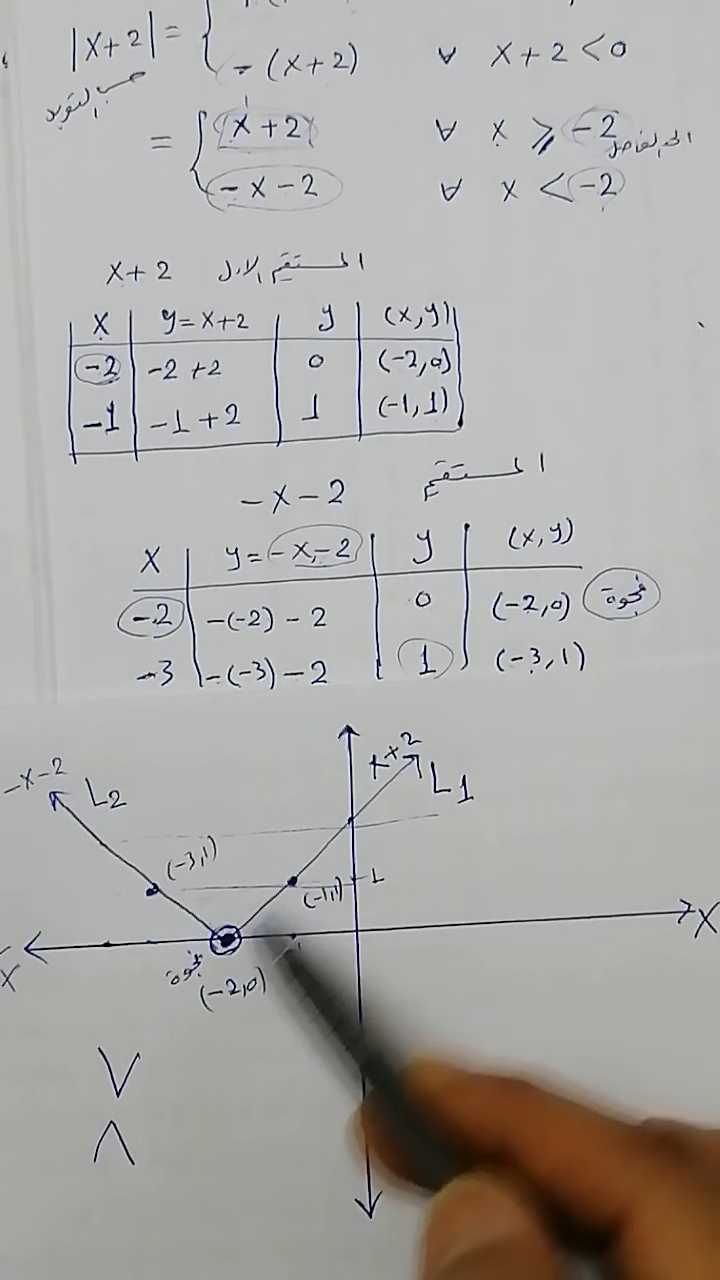 |x+2| = {
= (x+2) ∀ x+2<0
حسب التعريف
= { (x+2) ∀ x ⩾ -2 الحد الفاصل
-x-2 ∀ x < -2
x+2 المستقيم الاول
x | y=x+2 | y | (x,y)
-2 | -2+2 | 0 | (-2,0)
-1 | -1+2 | 1 | (-1,1)
-x-2 المستقيم
x | y=-x-2 | y | (x,y)
-2 | -(-2)-2 | 0 | (-2,0) فجوة
-3 | -(-3)-2 | 1 | (-3,1)
x+2
-x-2
L2
L1
(-3,1)
(-1,1)
1
X
-X
فجوة
(-2,0)
V
Λ